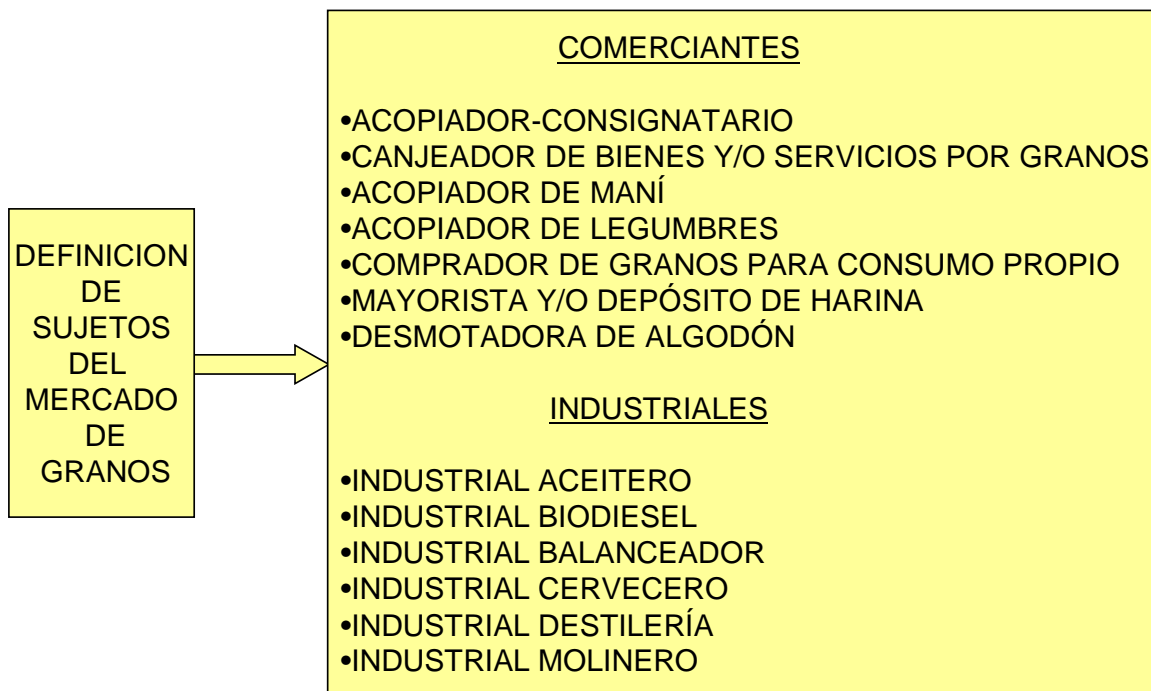 DEFINICION
DE
SUJETOS
DEL
MERCADO
DE
GRANOS
COMERCIANTES
•ACOPIADOR-CONSIGNATARIO
•CANJEADOR DE BIENES Y/O SERVICIOS POR GRANOS
•ACOPIADOR DE MANÍ
•ACOPIADOR DE LEGUMBRES
•COMPRADOR DE GRANOS PARA CONSUMO PROPIO
•MAYORISTA Y/O DEPÓSITO DE HARINA
•DESMOTADORA DE ALGODÓN
INDUSTRIALES
•INDUSTRIAL ACEITERO
•INDUSTRIAL BIODIESEL
•INDUSTRIAL BALANCEADOR
•INDUSTRIAL CERVECERO
•INDUSTRIAL DESTILERÍA
•INDUSTRIAL MOLINERO